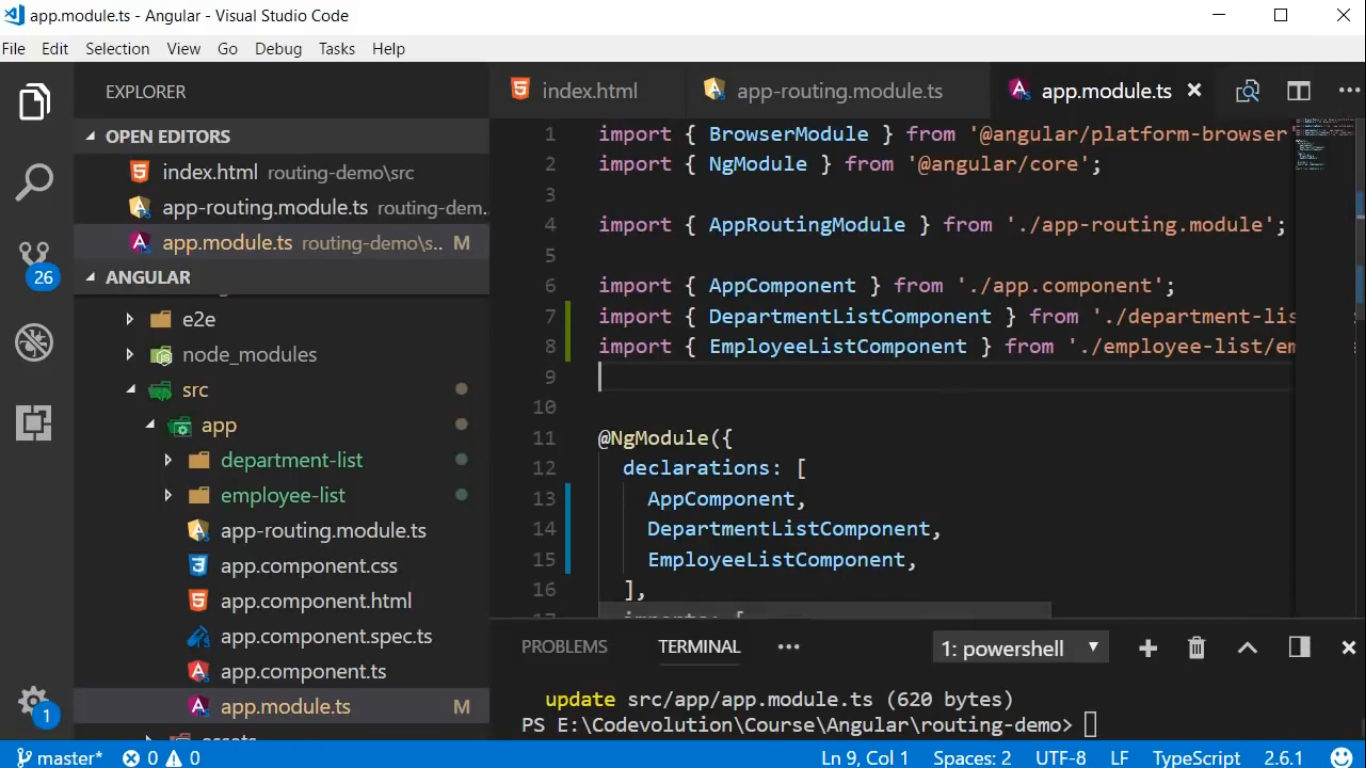 app.module.ts - Angular - Visual Studio Code
File Edit Selection View Go Debug Tasks Help
EXPLORER
OPEN EDITORS
index.html routing-demo\src
app-routing.module.ts routing-dem...
app.module.ts routing-demo\s.. M
26
ANGULAR
e2e
node_modules
src
app
department-list
employee-list
app-routing.module.ts
app.component.css
app.component.html
app.component.spec.ts
app.component.ts
app.module.ts M
1
index.html app-routing.module.ts app.module.ts
1 import { BrowserModule } from '@angular/platform-browser'
2 import { NgModule } from '@angular/core';
3
4 import { AppRoutingModule } from './app-routing.module';
5
6 import { AppComponent } from './app.component';
7 import { DepartmentListComponent } from './department-lis
8 import { EmployeeListComponent } from './employee-list/em
9
10
11 @NgModule({
12 declarations: [
13 AppComponent,
14 DepartmentListComponent,
15 EmployeeListComponent,
16 ],
17 imports: [
PROBLEMS TERMINAL ••• 1: powershell
update src/app/app.module.ts (620 bytes)
PS E:\Codevolution\Course\Angular\routing-demo>
master* 0 0 Ln 9, Col 1 Spaces: 2 UTF-8 LF TypeScript 2.6.1